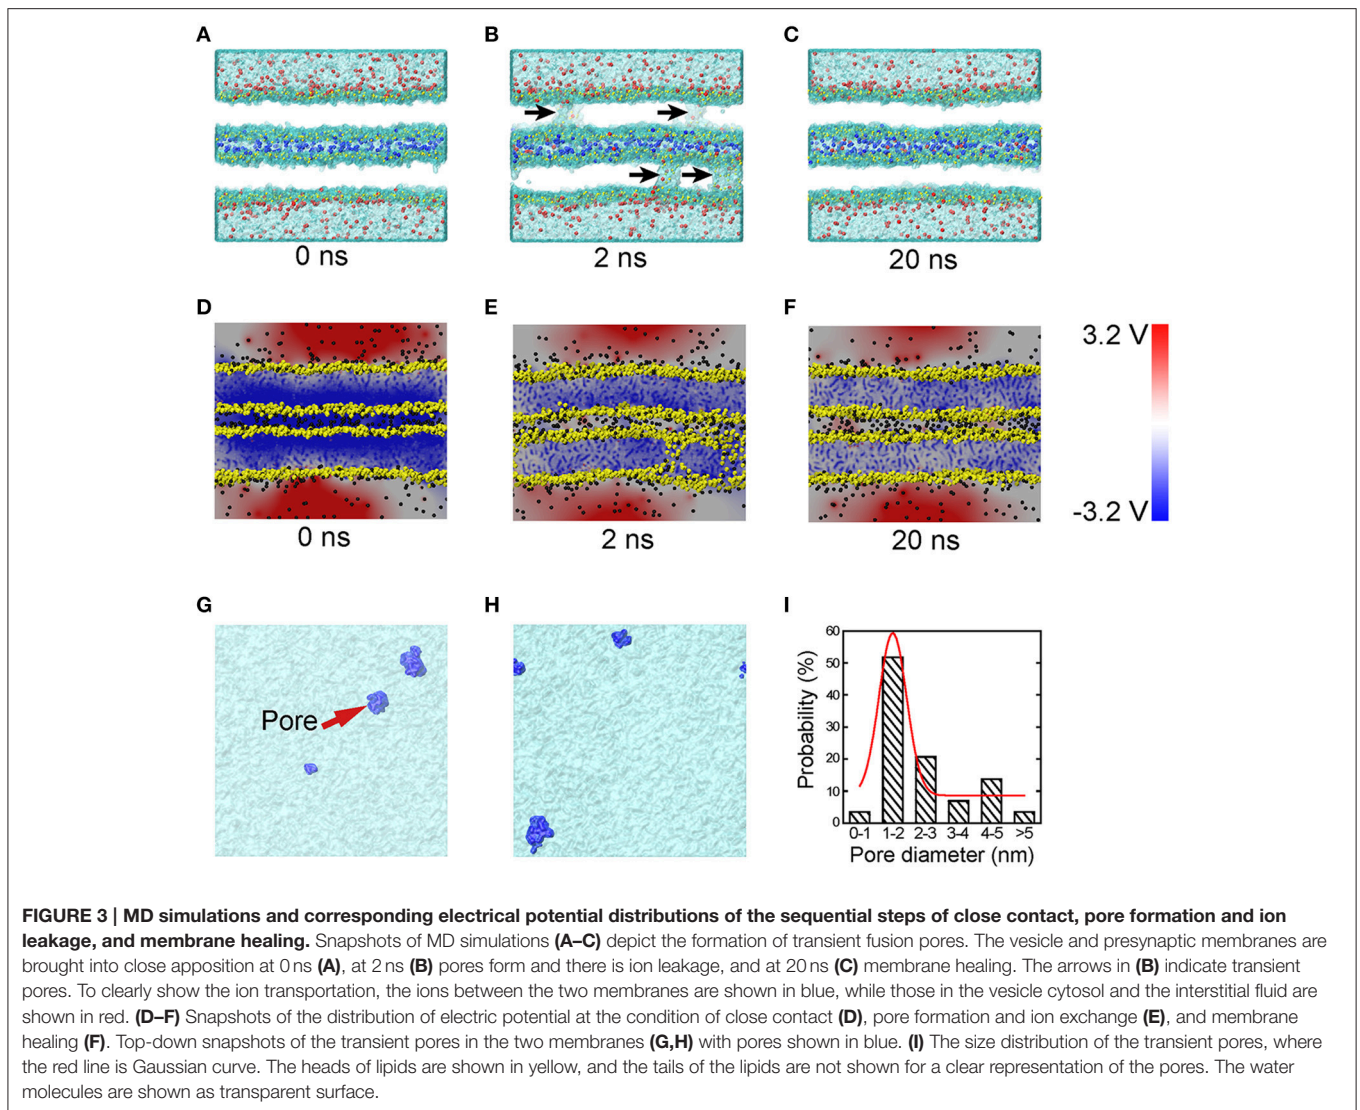 A
B
C
0 ns
2 ns
20 ns
D
E
F
3.2 V
-3.2 V
0 ns
2 ns
20 ns
G
H
I
Pore
Probability (%)
60
50
40
30
20
10
0
0-1 1-2 2-3 3-4 4-5 >5
Pore diameter (nm)
FIGURE 3 | MD simulations and corresponding electrical potential distributions of the sequential steps of close contact, pore formation and ion
leakage, and membrane healing. Snapshots of MD simulations (A–C) depict the formation of transient fusion pores. The vesicle and presynaptic membranes are
brought into close apposition at 0 ns (A), at 2 ns (B) pores form and there is ion leakage, and at 20 ns (C) membrane healing. The arrows in (B) indicate transient
pores. To clearly show the ion transportation, the ions between the two membranes are shown in blue, while those in the vesicle cytosol and the interstitial fluid are
shown in red. (D–F) Snapshots of the distribution of electric potential at the condition of close contact (D), pore formation and ion exchange (E), and membrane
healing (F). Top-down snapshots of the transient pores in the two membranes (G,H) with pores shown in blue. (I) The size distribution of the transient pores, where
the red line is Gaussian curve. The heads of lipids are shown in yellow, and the tails of the lipids are not shown for a clear representation of the pores. The water
molecules are shown as transparent surface.